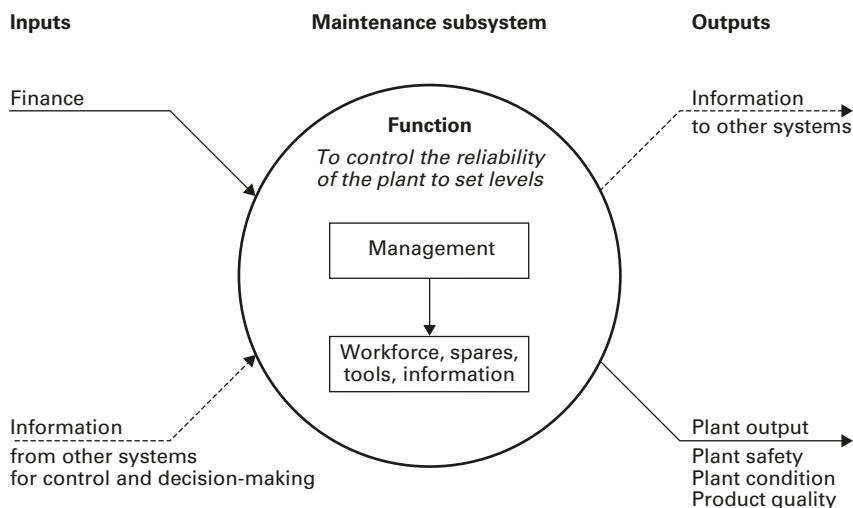 Inputs
Maintenance subsystem
Outputs
Finance
Information
to other systems
Function
To control the reliability
of the plant to set levels
Management
Workforce, spares,
tools, information
Information
from other systems
for control and decision-making
Plant output
Plant safety
Plant condition
Product quality